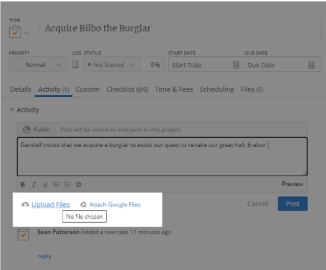 TYPE
Acquire Bilbo the Burglar
PRIORITY LOG STATUS START DATE DUE DATE
Normal Not Started 0% Start Date Due Date
Details Activity (1) Custom Checklist (0/0) Time & Fees Scheduling Files (0)
Activity
Public Post will be visible to everyone in this project
Gandalf insists that we acquire a burglar to assist our quest to re-take our great hall, Erabor.
B I U Preview
Upload Files Attach Google Files Cancel Post
No file chosen
Sean Patterson Added a new task 11 minutes ago
reply